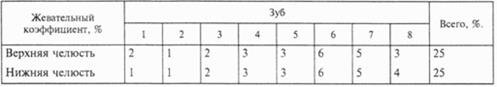 Жевательный коэффициент, % Зуб Всего, %.
1 2 3 4 5 6 7 8
Верхняя челюсть 2 1 2 3 3 6 5 3 25
Нижняя челюсть 1 1 2 3 3 6 5 4 25